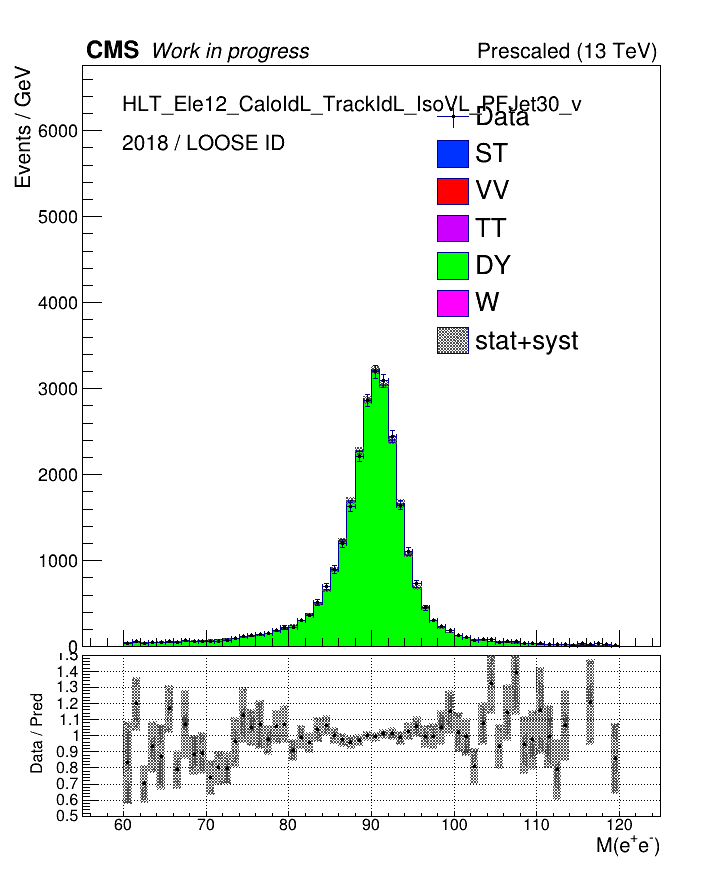 CMS Work in progress Prescaled (13 TeV)
HLT_Ele12_CaloIdL_TrackIdL_IsoVL_PFJet30_v
2018 / LOOSE ID
Data
ST
VV
TT
DY
W
stat+syst
Events / GeV
6000
5000
4000
3000
2000
1000
0
Data / Pred
1.5
1.4
1.3
1.2
1.1
1
0.9
0.8
0.7
0.6
0.5
60 70 80 90 100 110 120
M(e⁺e⁻)